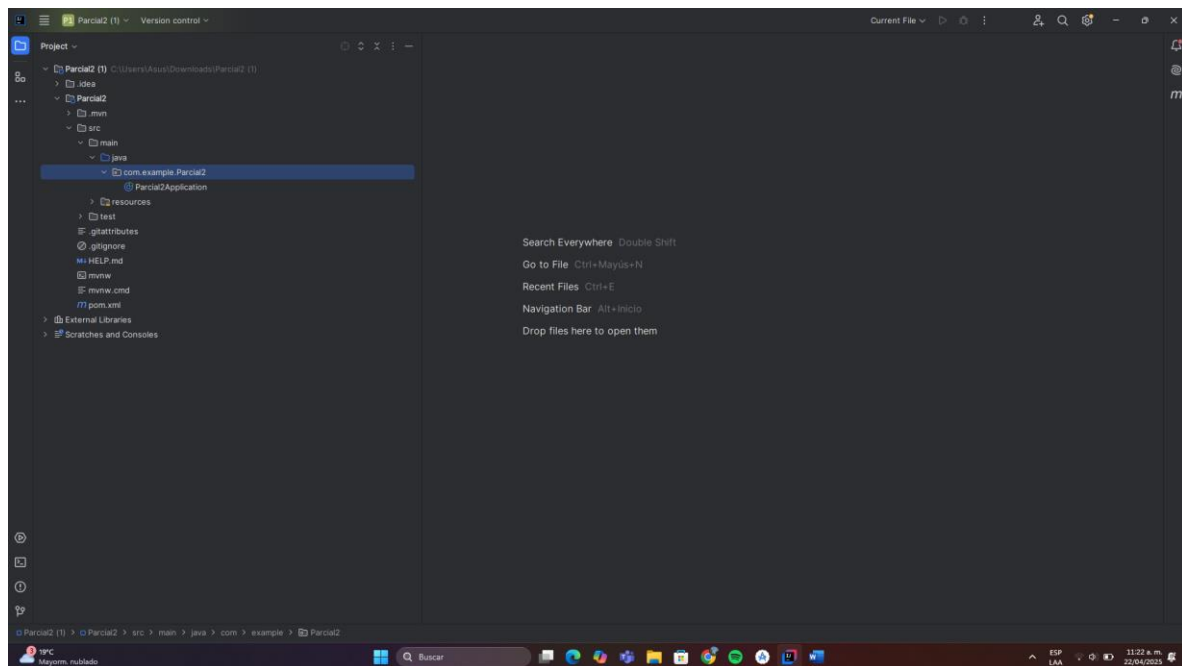 P1 Parcial2 (1) Version control
Current File
Project
Parcial2 (1) C:\Users\Asus\Downloads\Parcial2 (1)
.idea
Parcial2
.mvn
src
main
java
com.example.Parcial2
Parcial2Application
resources
test
.gitattributes
.gitignore
M↓ HELP.md
mvnw
mvnw.cmd
m pom.xml
External Libraries
Scratches and Consoles
Search Everywhere Double Shift
Go to File Ctrl+Mayús+N
Recent Files Ctrl+E
Navigation Bar Alt+Inicio
Drop files here to open them
m
Parcial2 (1) > Parcial2 > src > main > java > com > example > Parcial2
3 19°C
Mayorm. nublado
Buscar
ESP
LAA
11:22 a. m.
22/04/2025